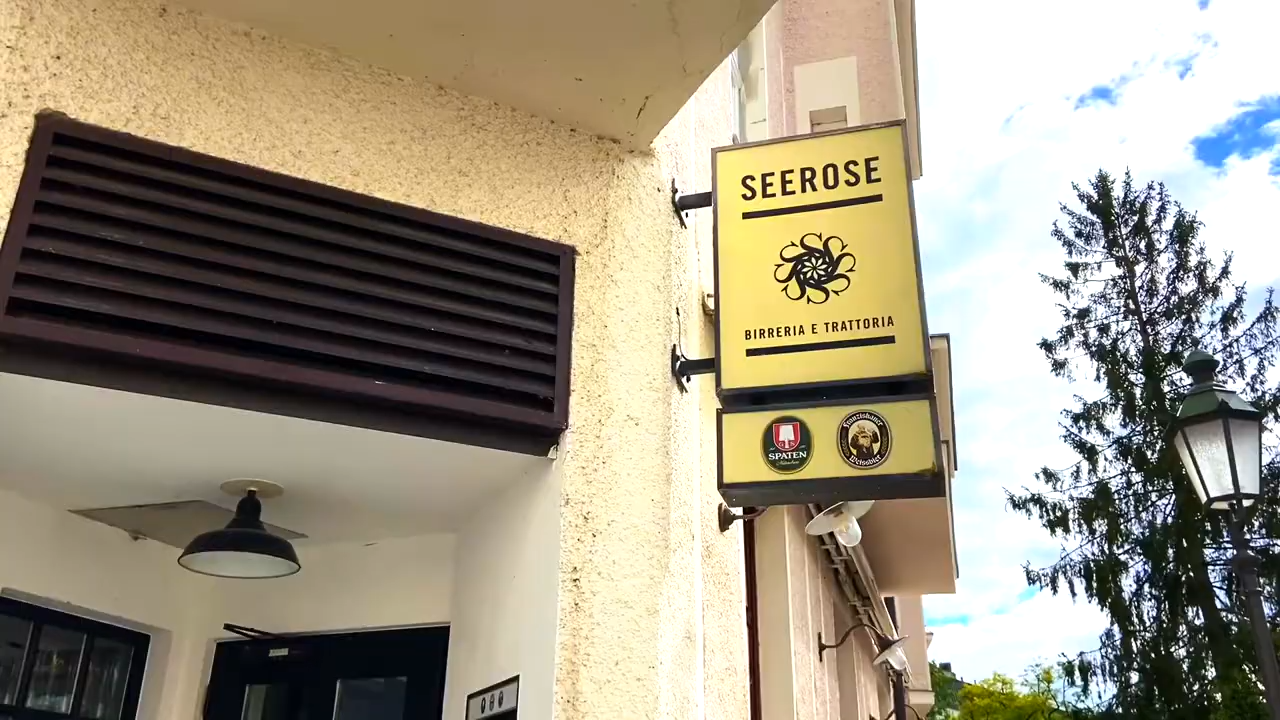 SEEROSE
BIRRERIA E TRATTORIA
SPATEN
Franziskaner
Weissbier